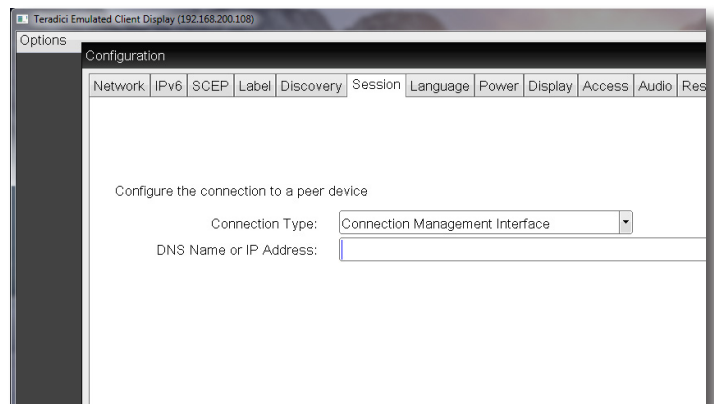 Teradici Emulated Client Display (192.168.200.108)
Options
Configuration
Network IPv6 SCEP Label Discovery Session Language Power Display Access Audio Res
Configure the connection to a peer device
Connection Type: Connection Management Interface
DNS Name or IP Address: